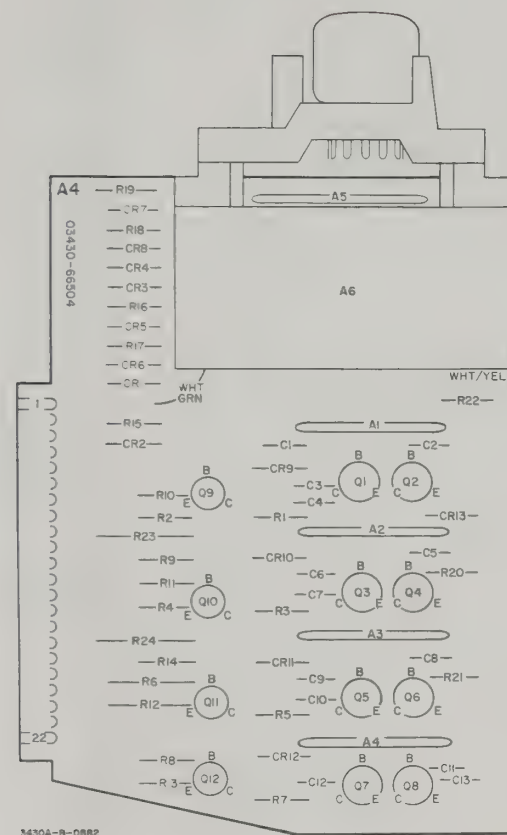 A4
R19
CR7
R18
CR8
CR4
CR3
R16
CR5
R17
CR6
CR
03430-66504
A5
A6
WHT
GRN
WHT/YEL
R22
1
R15
CR2
A1
C1
C2
CR9
B
B
C3
Q1
Q2
C4
C
E
C
E
R10
B
Q9
E
C
R2
R1
CR13
R23
A2
R9
CR10
C5
B
B
R20
C6
R11
B
C7
Q3
Q4
R4
Q10
E
C
C
E
C
E
R3
R24
A3
R14
CR11
C8
B
B
R21
R6
B
C9
R12
Q11
E
C
C10
Q5
Q6
C
E
C
E
R5
22
A4
R8
B
CR12
B
B
C11
R3
Q12
E
C
C12
Q7
Q8
C13
C
E
C
E
R7
3430A-B-0882